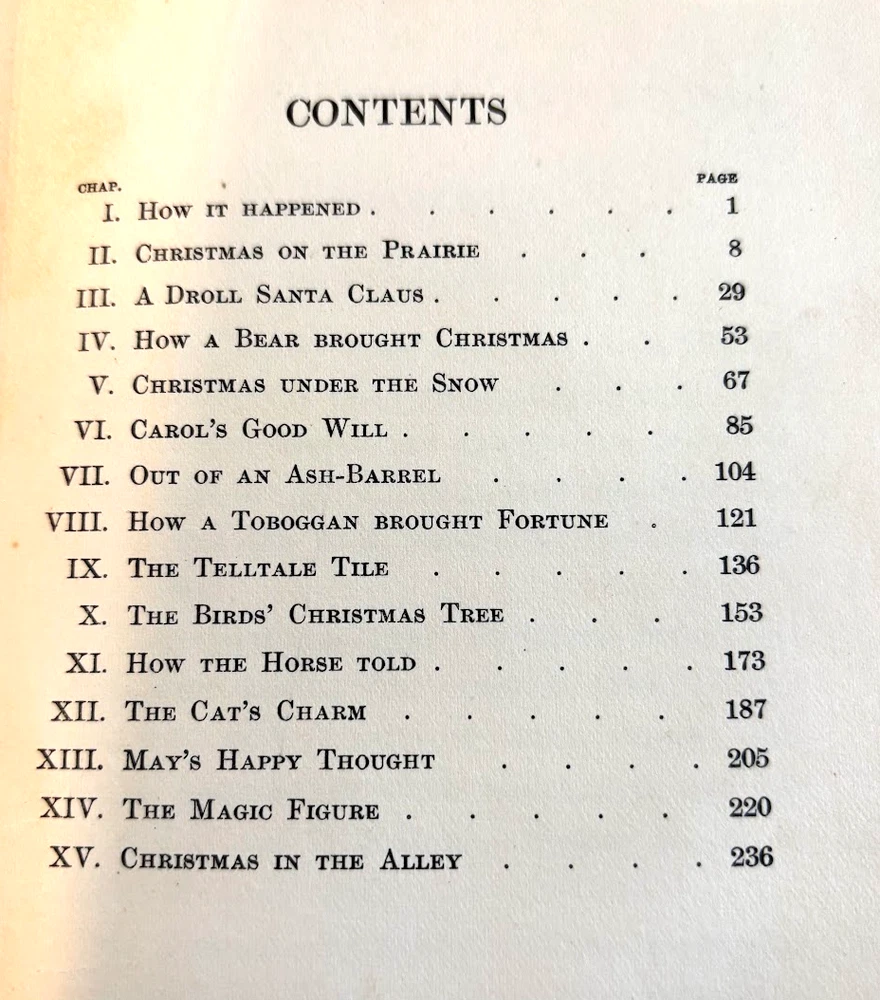 CONTENTS
CHAP. PAGE
I. How it happened . . . . . . 1
II. Christmas on the Prairie . . . 8
III. A Droll Santa Claus . . . . . 29
IV. How a Bear brought Christmas . . 53
V. Christmas under the Snow . . . 67
VI. Carol's Good Will . . . . . 85
VII. Out of an Ash-Barrel . . . . 104
VIII. How a Toboggan brought Fortune . 121
IX. The Telltale Tile . . . . . 136
X. The Birds' Christmas Tree . . . 153
XI. How the Horse told . . . . . 173
XII. The Cat's Charm . . . . . 187
XIII. May's Happy Thought . . . . 205
XIV. The Magic Figure . . . . . 220
XV. Christmas in the Alley . . . . 236